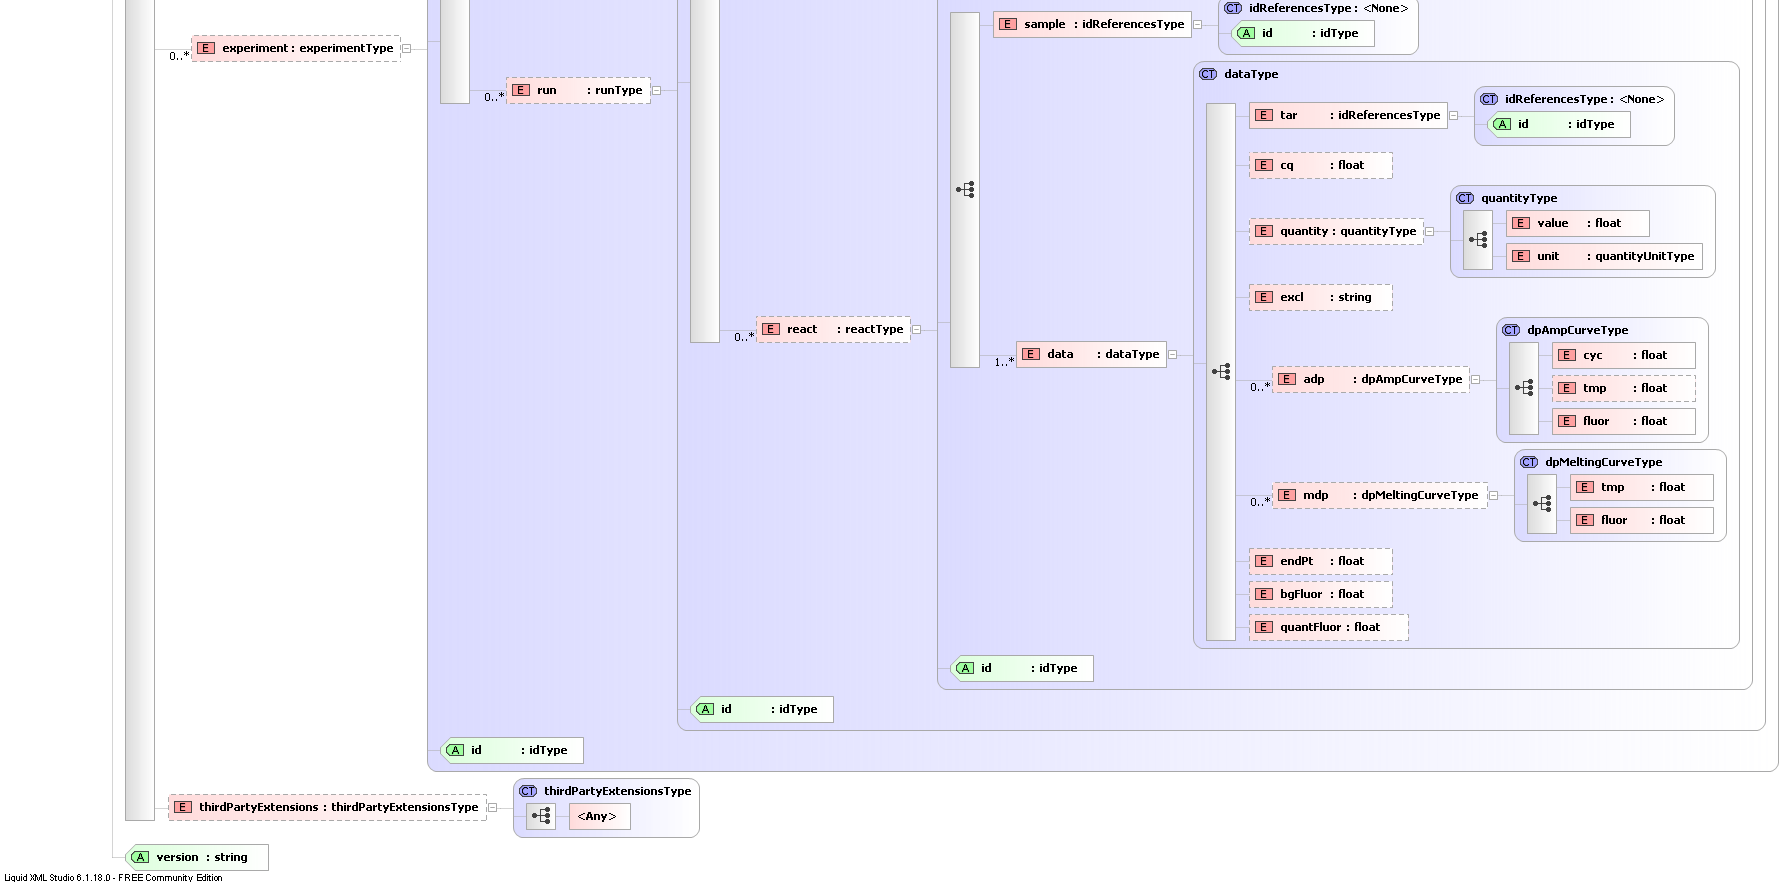 CT idReferencesType : <None>
E sample : idReferencesType
A id : idType
0..* E experiment : experimentType
CT dataType
0..* E run : runType
CT idReferencesType : <None>
E tar : idReferencesType
A id : idType
E cq : float
CT quantityType
E value : float
E quantity : quantityType
E unit : quantityUnitType
E excl : string
0..* E react : reactType
CT dpAmpCurveType
1..* E data : dataType
E cyc : float
0..* E adp : dpAmpCurveType
E tmp : float
E fluor : float
CT dpMeltingCurveType
E tmp : float
0..* E mdp : dpMeltingCurveType
E fluor : float
E endPt : float
E bgFluor : float
E quantFluor : float
A id : idType
A id : idType
A id : idType
CT thirdPartyExtensionsType
E thirdPartyExtensions : thirdPartyExtensionsType
<Any>
A version : string
Liquid XML Studio 6.1.18.0 - FREE Community Edition